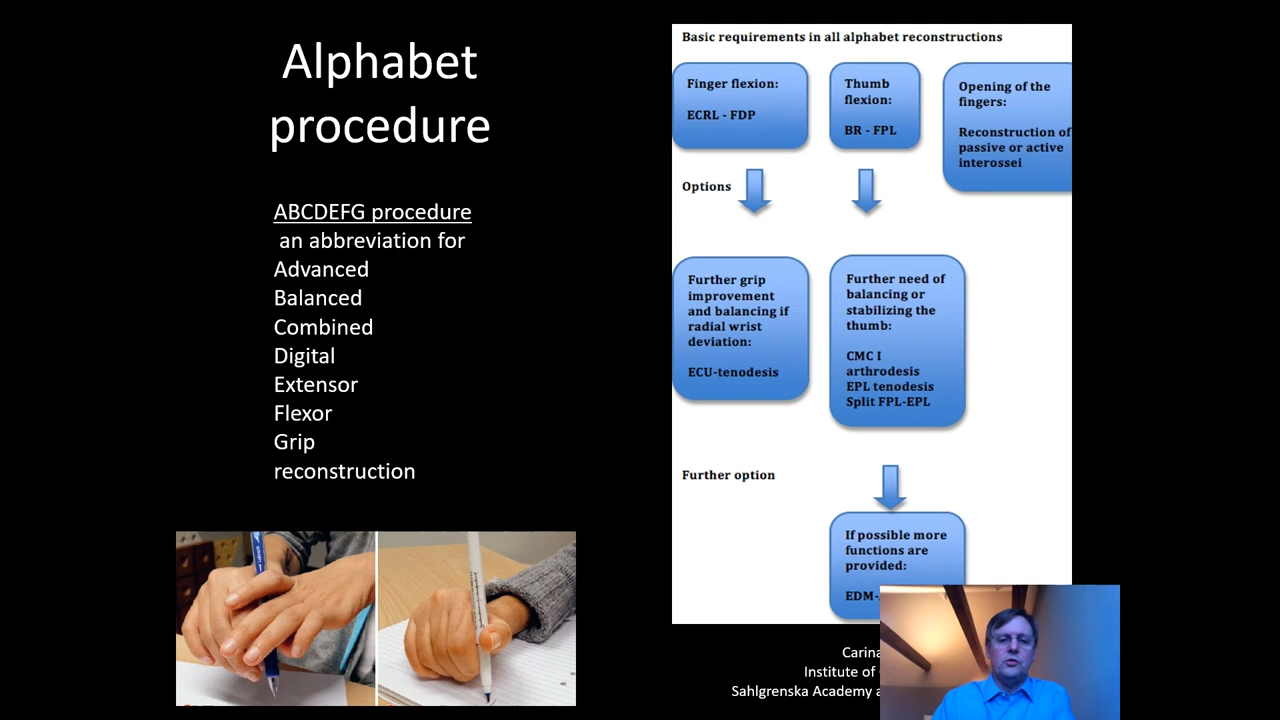 Alphabet
procedure
ABCDEFG procedure
an abbreviation for
Advanced
Balanced
Combined
Digital
Extensor
Flexor
Grip
reconstruction
Basic requirements in all alphabet reconstructions
Finger flexion:
ECRL - FDP
Thumb
flexion:
BR - FPL
Opening of the
fingers:
Reconstruction of
passive or active
interossei
Options
Further grip
improvement
and balancing if
radial wrist
deviation:
ECU-tenodesis
Further need of
balancing or
stabilizing the
thumb:
CMC I
arthrodesis
EPL tenodesis
Split FPL-EPL
Further option
If possible more
functions are
provided:
EDM-
Carina
Institute of
Sahlgrenska Academy